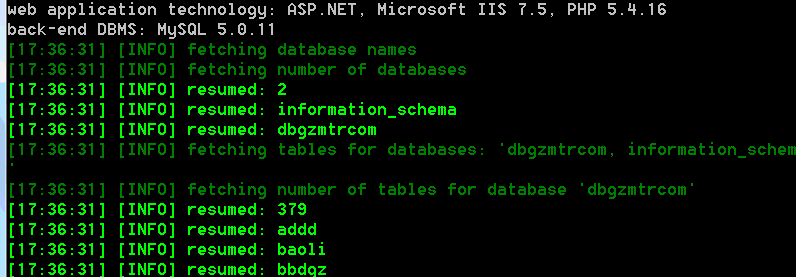 web application technology: ASP.NET, Microsoft IIS 7.5, PHP 5.4.16
back-end DBMS: MySQL 5.0.11
[17:36:31] [INFO] fetching database names
[17:36:31] [INFO] fetching number of databases
[17:36:31] [INFO] resumed: 2
[17:36:31] [INFO] resumed: information_schema
[17:36:31] [INFO] resumed: dbgzmtrcom
[17:36:31] [INFO] fetching tables for databases: 'dbgzmtrcom, information_schem
'
[17:36:31] [INFO] fetching number of tables for database 'dbgzmtrcom'
[17:36:31] [INFO] resumed: 379
[17:36:31] [INFO] resumed: addd
[17:36:31] [INFO] resumed: baoli
[17:36:31] [INFO] resumed: bbdgz